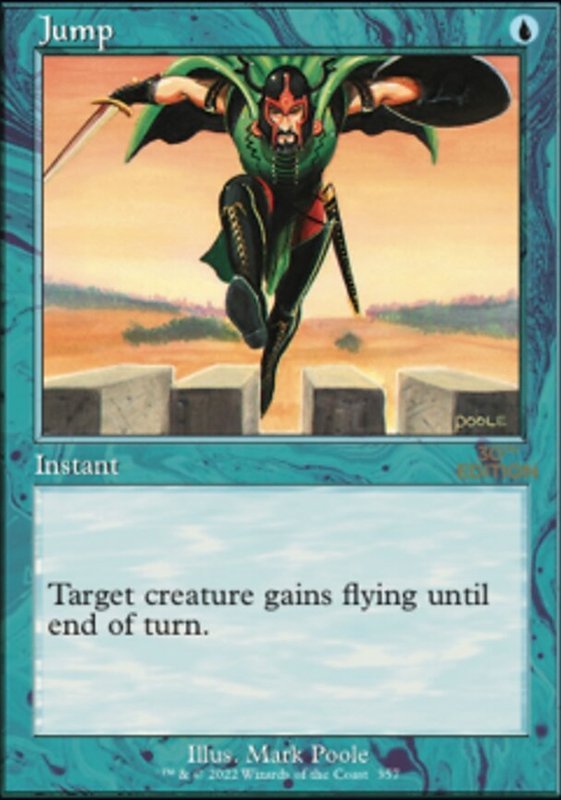 Jump
POOLE
Instant
30TH
EDITION
Target creature gains flying until
end of turn.
Illus. Mark Poole
™ & © 2022 Wizards of the Coast 357